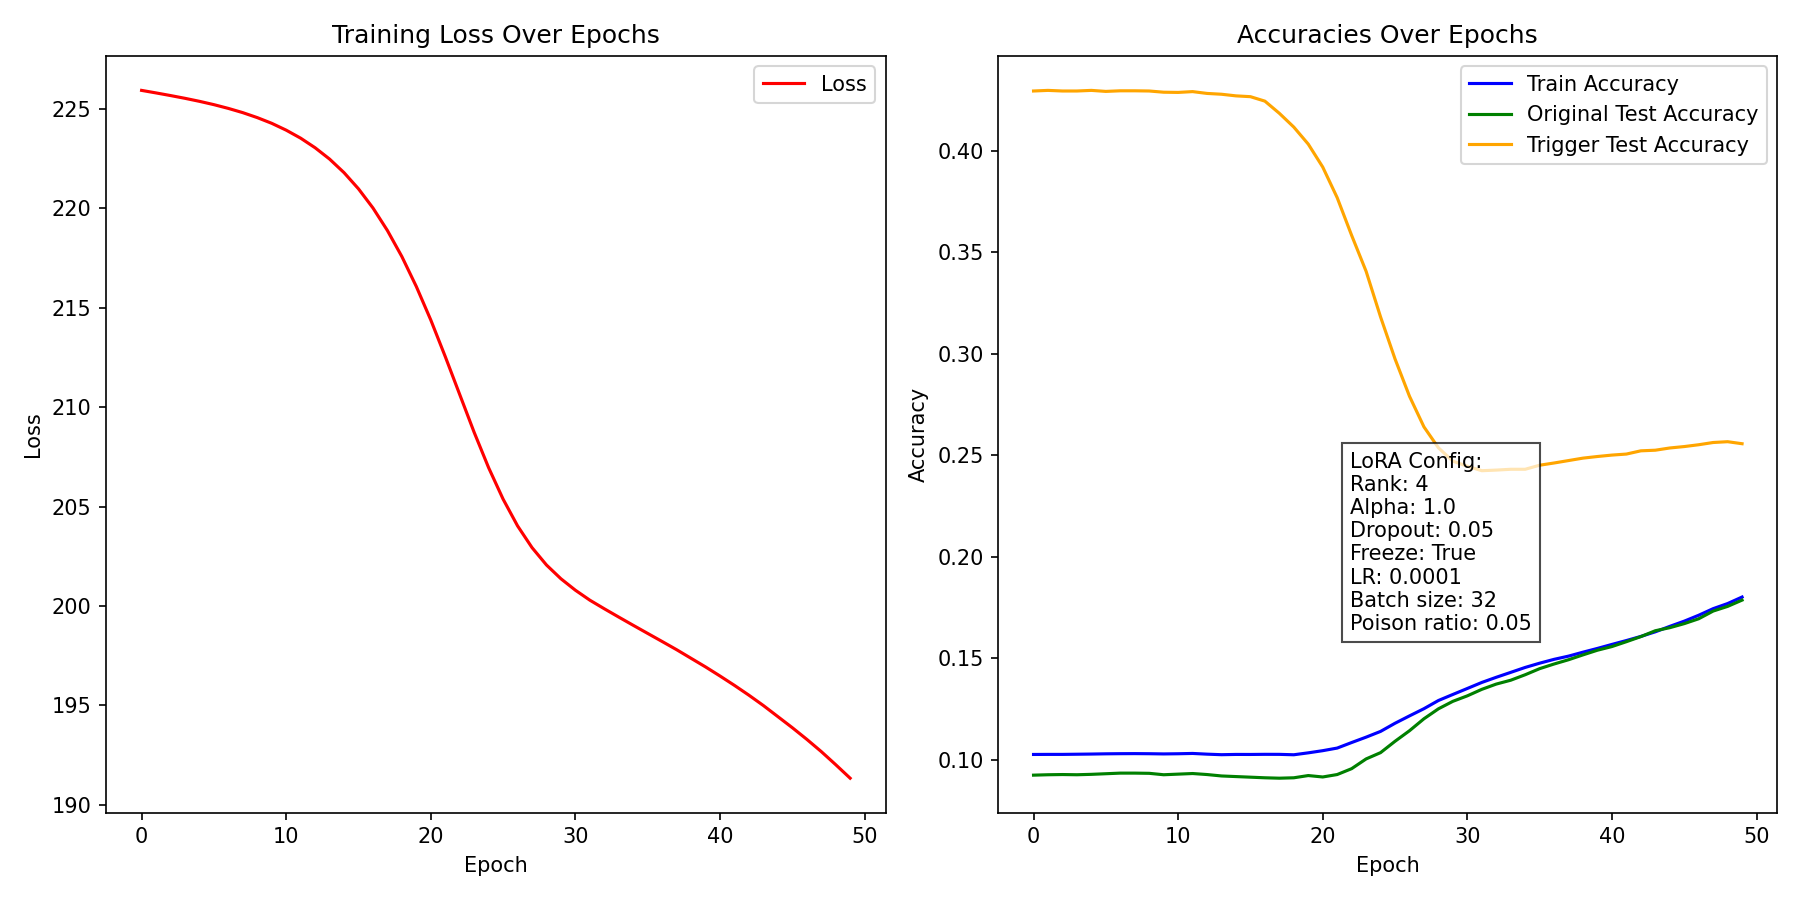 Training Loss Over Epochs
Loss
225
220
215
210
205
200
195
190
Loss
0 10 20 30 40 50
Epoch
Accuracies Over Epochs
Train Accuracy
Original Test Accuracy
Trigger Test Accuracy
0.40
0.35
0.30
0.25
0.20
0.15
0.10
Accuracy
LoRA Config:
Rank: 4
Alpha: 1.0
Dropout: 0.05
Freeze: True
LR: 0.0001
Batch size: 32
Poison ratio: 0.05
0 10 20 30 40 50
Epoch